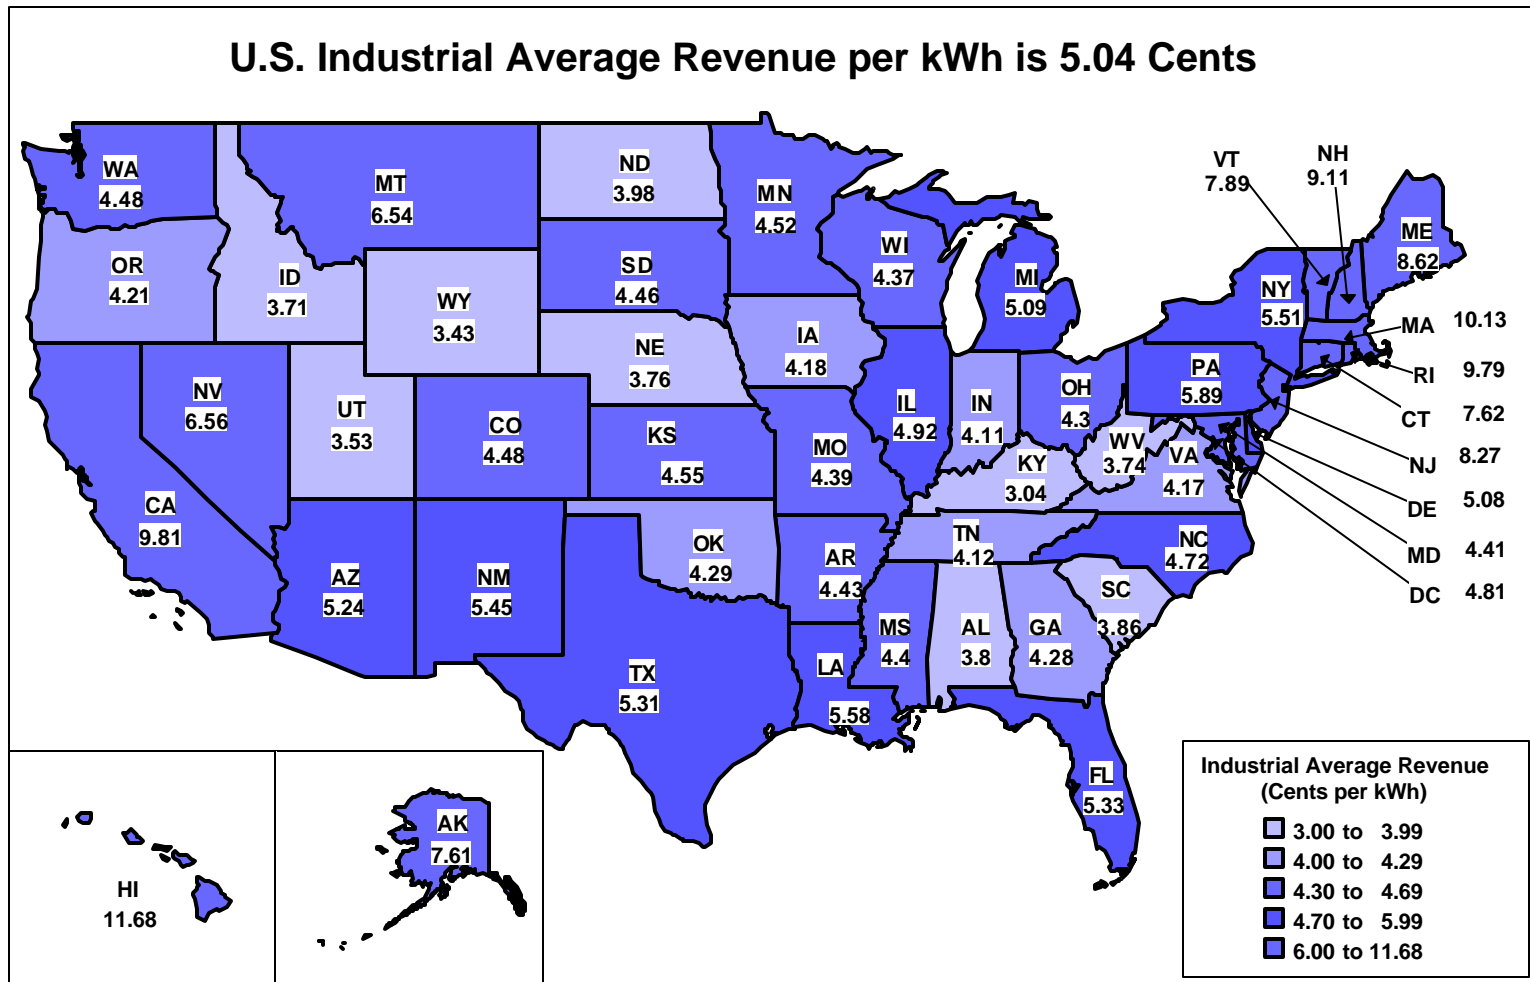 U.S. Industrial Average Revenue per kWh is 5.04 Cents
WA
4.48
MT
6.54
ND
3.98
MN
4.52
VT
7.89
NH
9.11
ME
8.62
OR
4.21
ID
3.71
WY
3.43
SD
4.46
WI
4.37
MI
5.09
NY
5.51
MA 10.13
RI 9.79
CT 7.62
NJ 8.27
DE 5.08
MD 4.41
DC 4.81
NV
6.56
UT
3.53
CO
4.48
NE
3.76
KS
4.55
IA
4.18
MO
4.39
IL
4.92
IN
4.11
OH
4.3
PA
5.89
WV
3.74
VA
4.17
KY
3.04
CA
9.81
AZ
5.24
NM
5.45
OK
4.29
AR
4.43
TN
4.12
NC
4.72
SC
3.86
TX
5.31
LA
5.58
MS
4.4
AL
3.8
GA
4.28
FL
5.33
HI
11.68
AK
7.61
Industrial Average Revenue
(Cents per kWh)
3.00 to 3.99
4.00 to 4.29
4.30 to 4.69
4.70 to 5.99
6.00 to 11.68